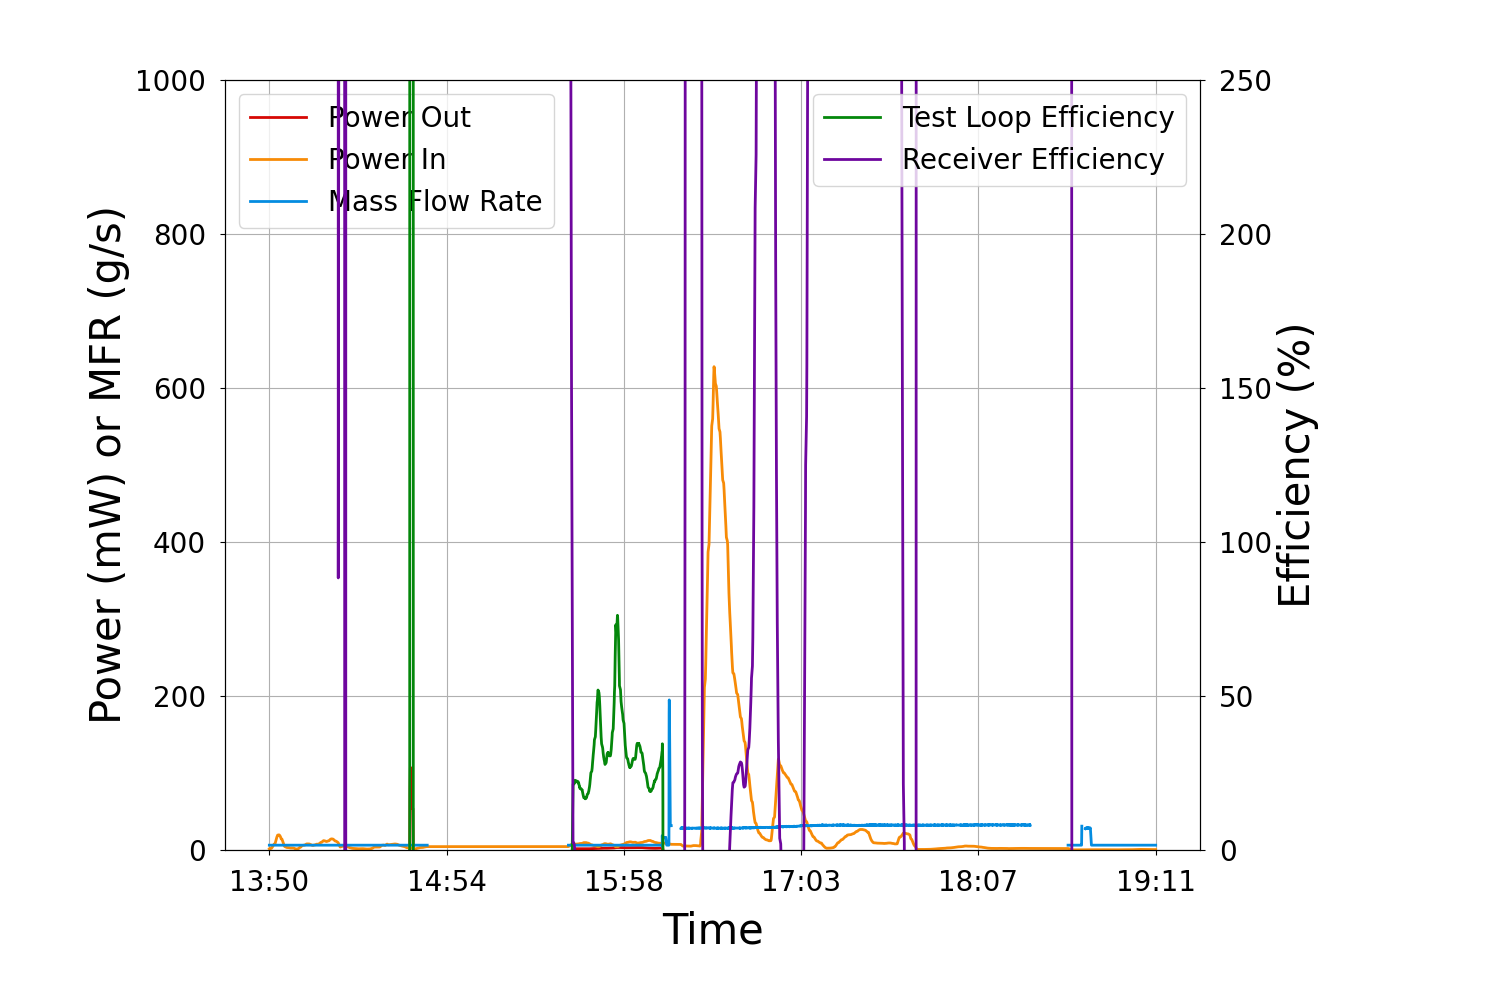 1000
800
600
400
200
0
Power (mW) or MFR (g/s)
Power Out
Power In
Mass Flow Rate
Test Loop Efficiency
Receiver Efficiency
250
200
150
100
50
0
Efficiency (%)
13:50 14:54 15:58 17:03 18:07 19:11
Time